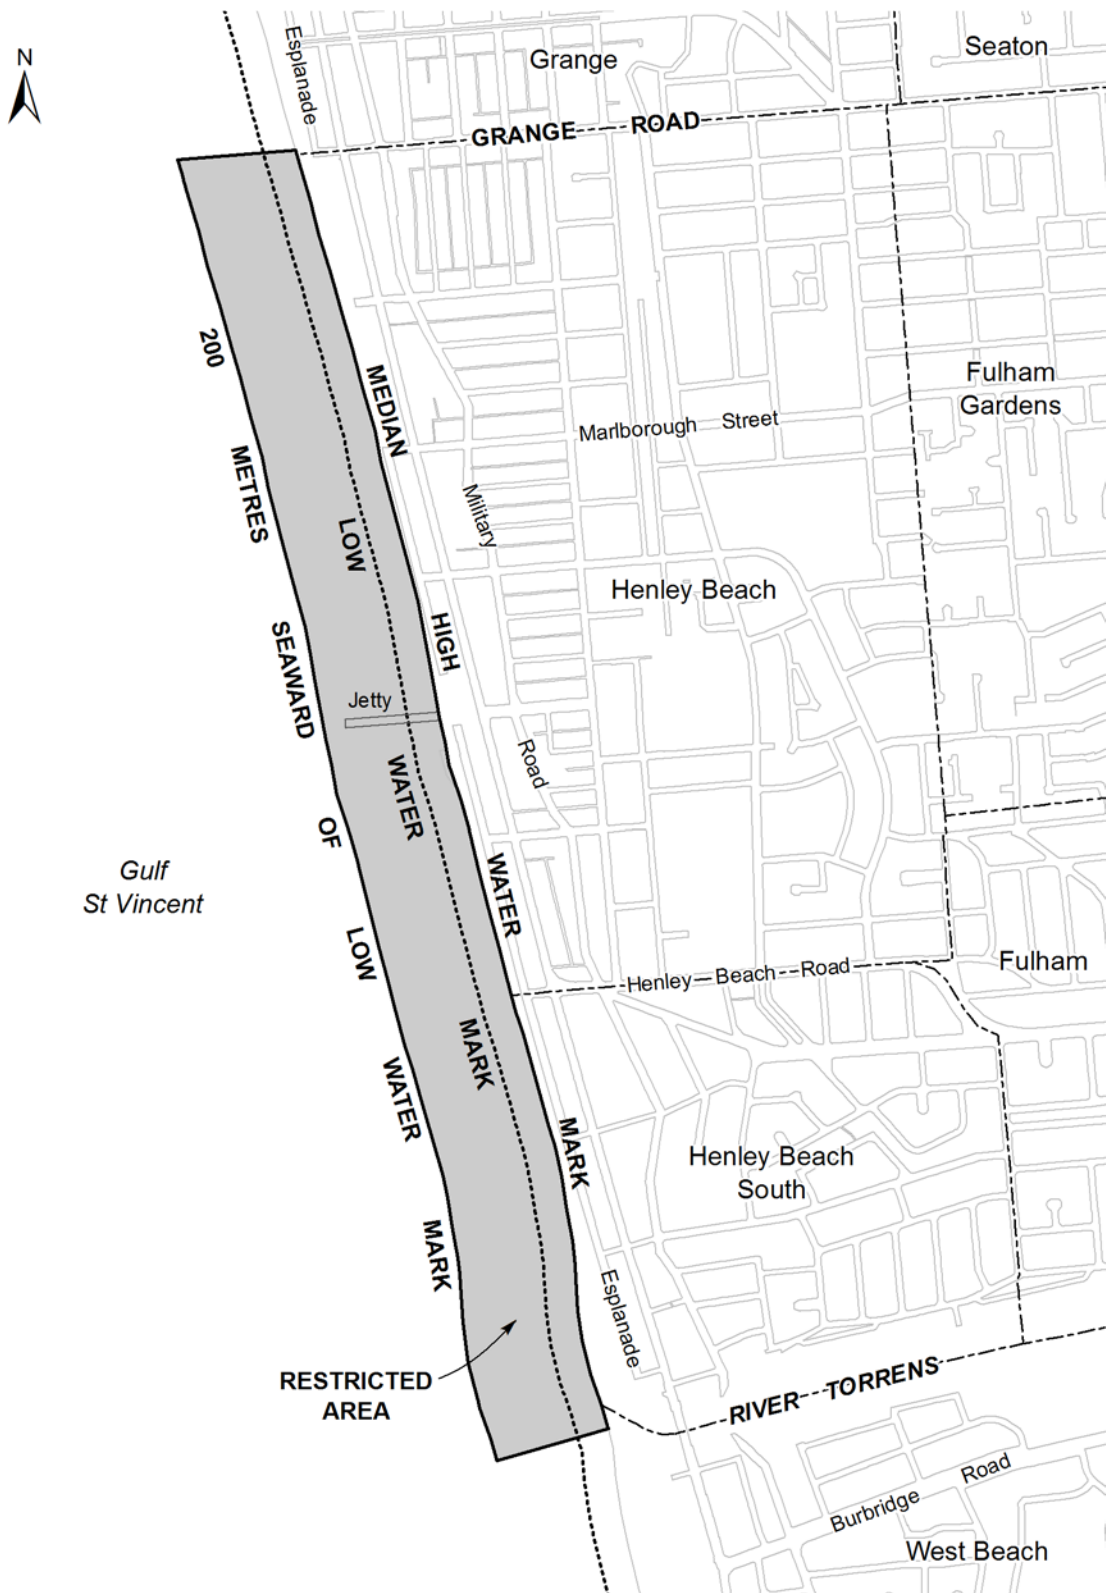 N
Esplanade
Grange
Seaton
GRANGE ROAD
200 METRES SEAWARD OF LOW WATER MARK
MEDIAN HIGH WATER MARK
LOW WATER MARK
Fulham
Gardens
Marlborough Street
Military Road
Henley Beach
Jetty
Gulf
St Vincent
Henley Beach Road
Fulham
Henley Beach
South
Esplanade
RESTRICTED
AREA
RIVER TORRENS
Burbridge Road
West Beach